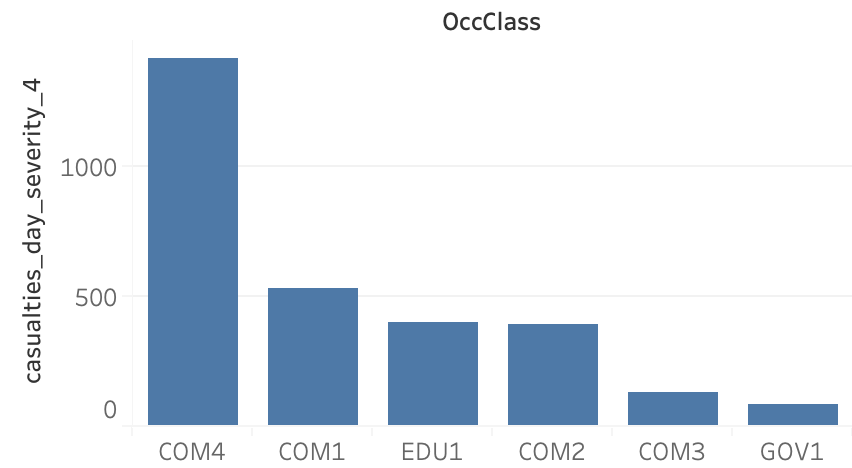 OccClass
casualties_day_severity_4
1000
500
0
COM4 COM1 EDU1 COM2 COM3 GOV1